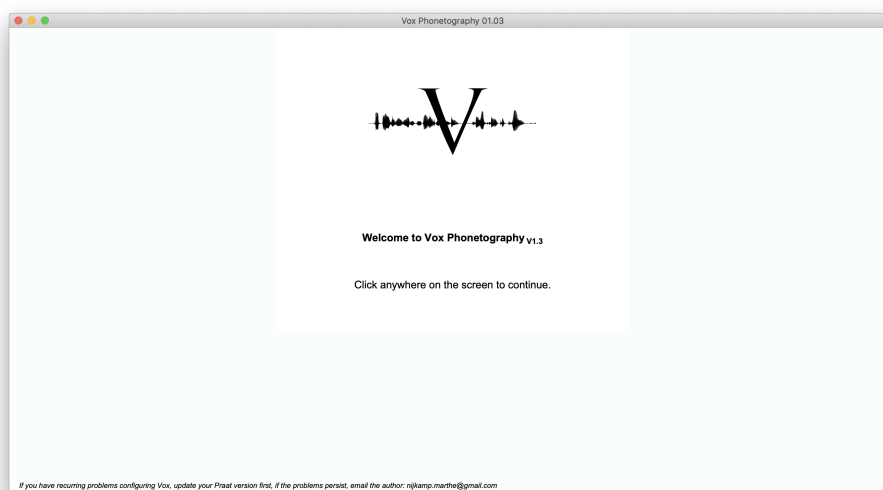 Vox Phonetography 01.03
V
Welcome to Vox Phonetography V1.3
Click anywhere on the screen to continue.
If you have recurring problems configuring Vox, update your Praat version first, if the problems persist, email the author: nijkamp.marthe@gmail.com